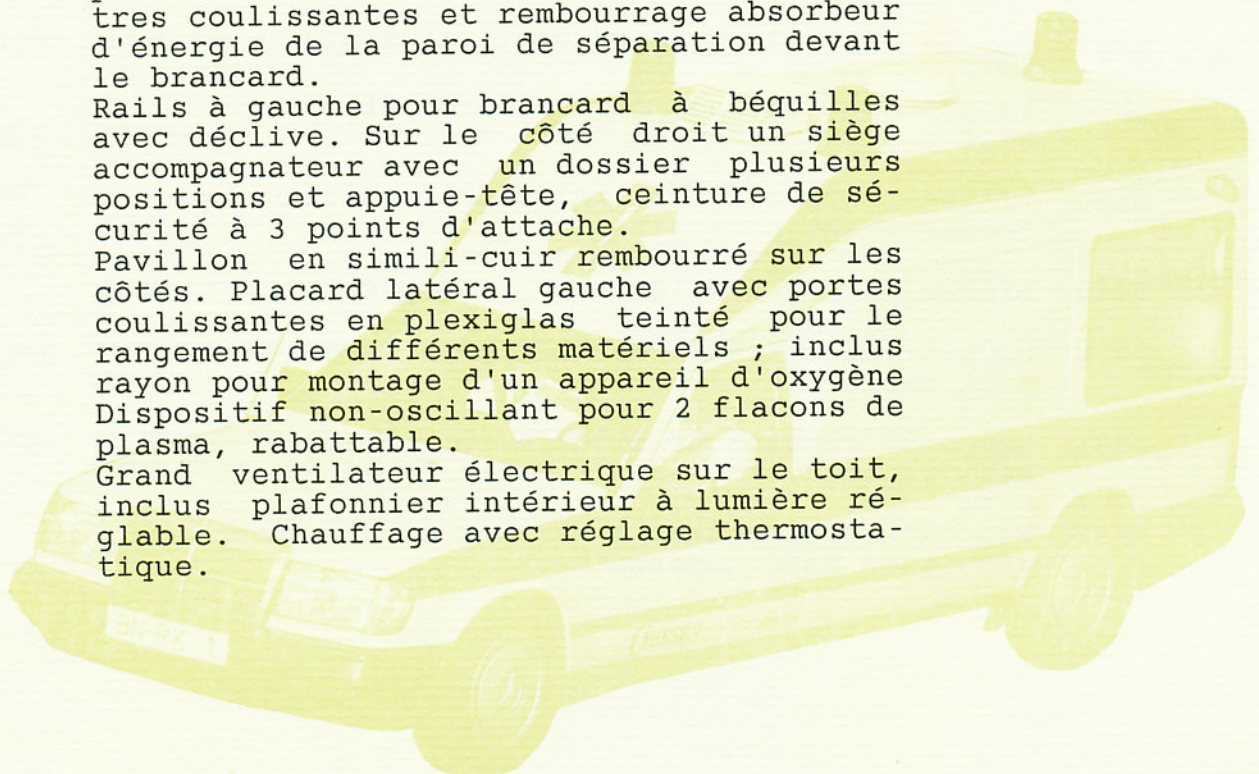 tres coulissantes et rembourrage absorbeur
d'énergie de la paroi de séparation devant
le brancard.
Rails à gauche pour brancard à béquilles
avec déclive. Sur le côté droit un siège
accompagnateur avec un dossier plusieurs
positions et appuie-tête, ceinture de sé-
curité à 3 points d'attache.
Pavillon en simili-cuir rembourré sur les
côtés. Placard latéral gauche avec portes
coulissantes en plexiglas teinté pour le
rangement de différents matériels ; inclus
rayon pour montage d'un appareil d'oxygène
Dispositif non-oscillant pour 2 flacons de
plasma, rabattable.
Grand ventilateur électrique sur le toit,
inclus plafonnier intérieur à lumière ré-
glable. Chauffage avec réglage thermosta-
tique.